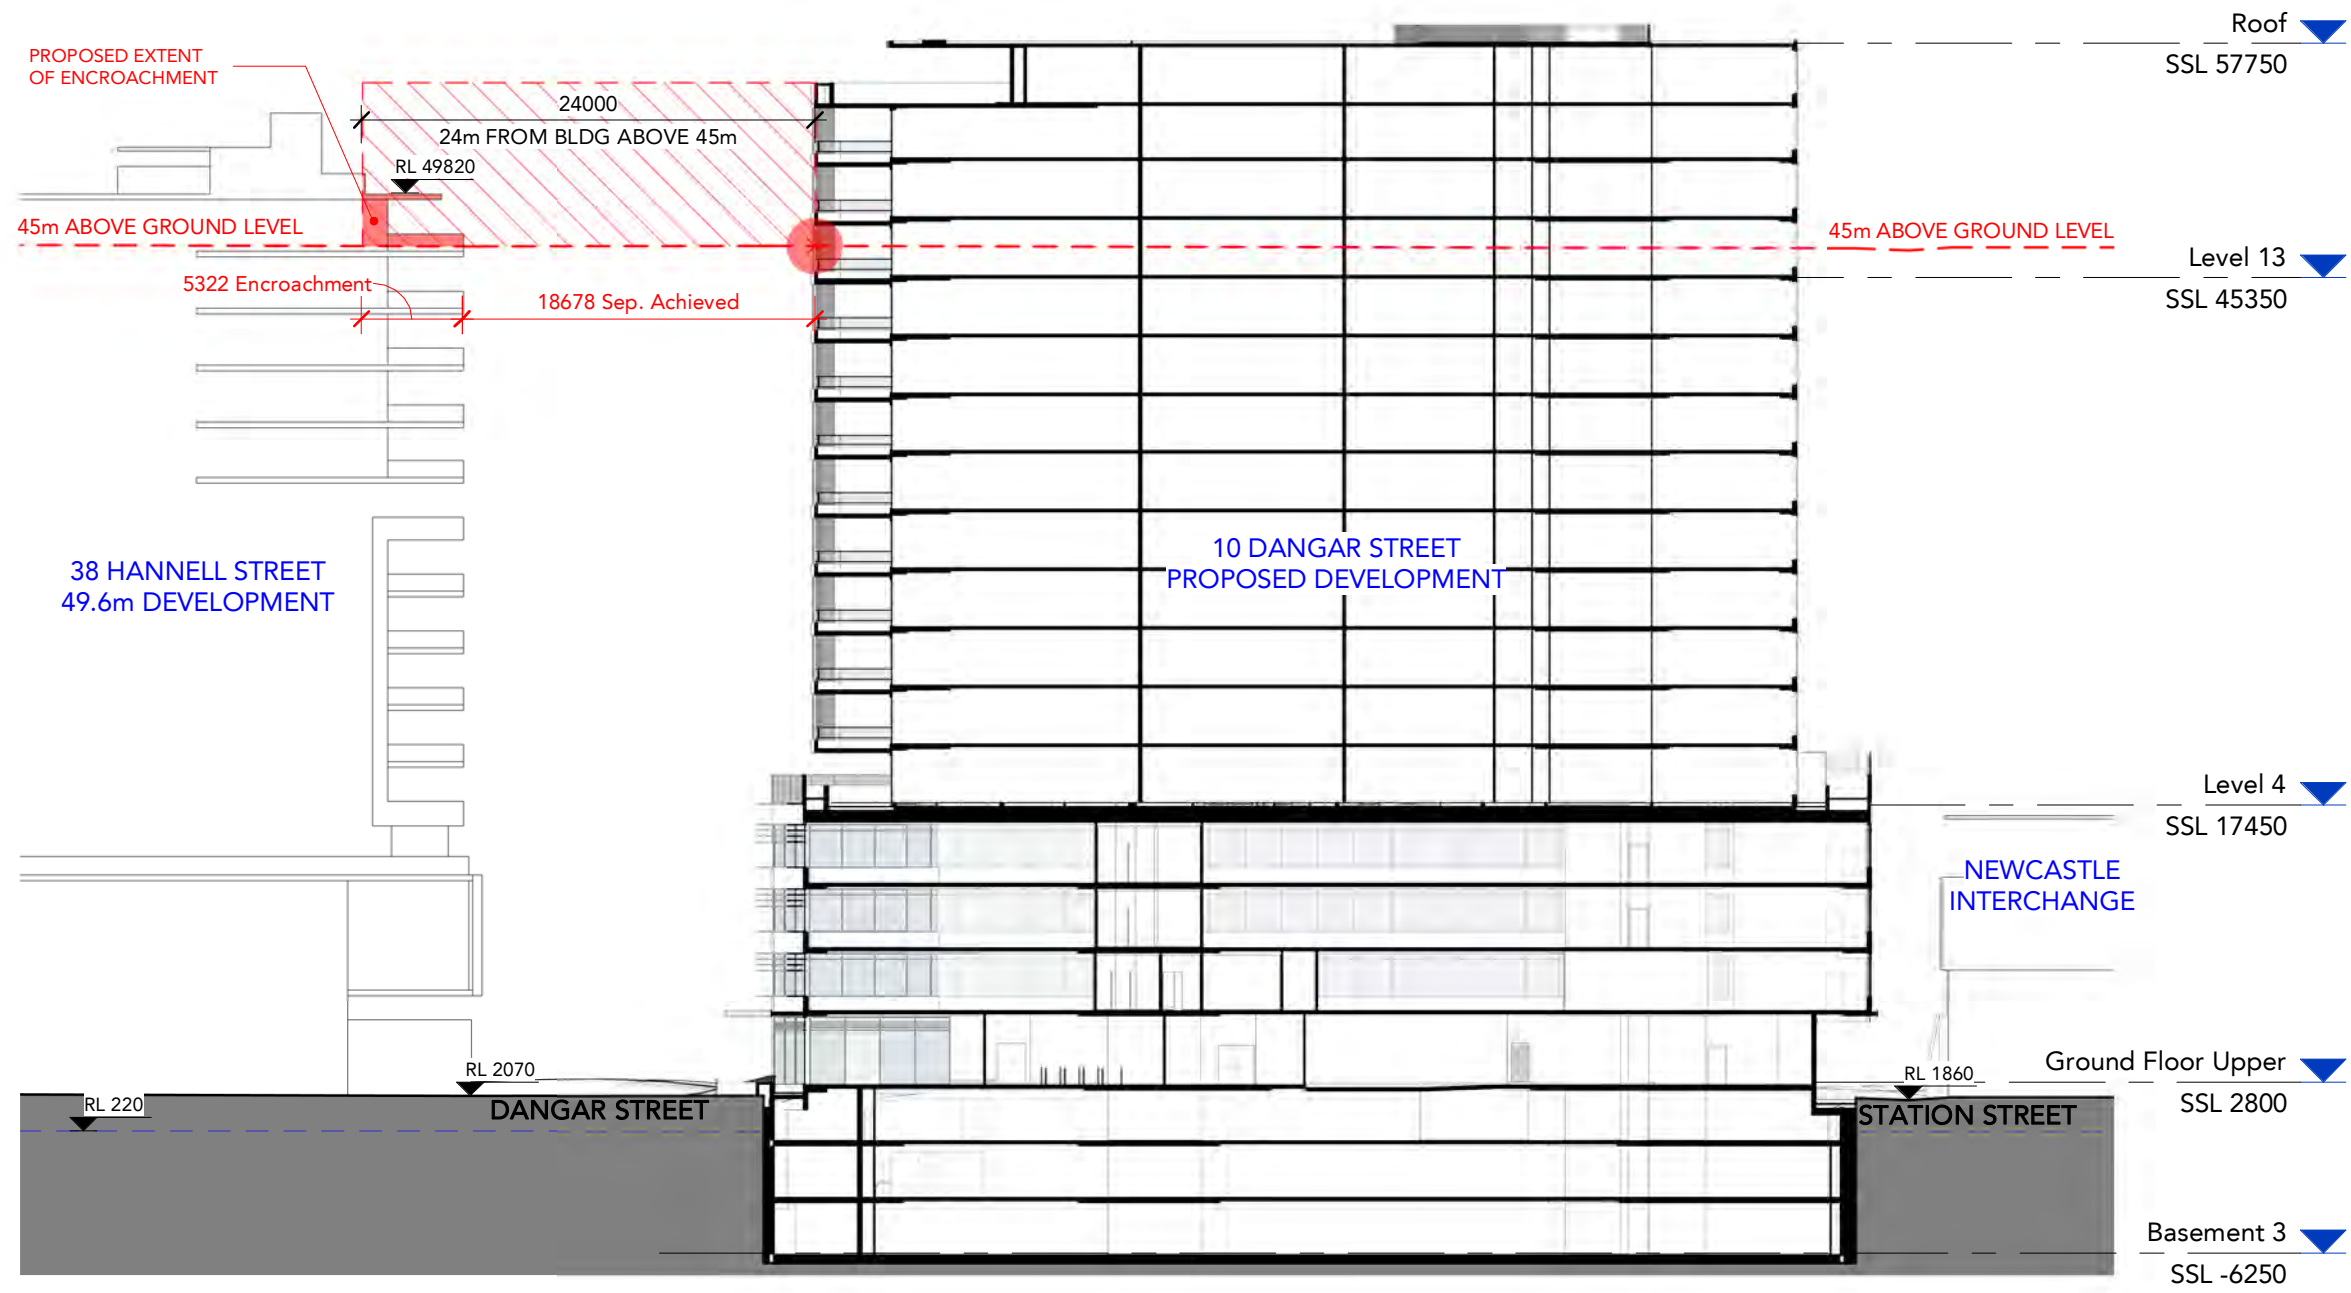 Roof
SSL 57750
PROPOSED EXTENT
OF ENCROACHMENT
24000
24m FROM BLDG ABOVE 45m
RL 49820
45m ABOVE GROUND LEVEL
45m ABOVE GROUND LEVEL
Level 13
SSL 45350
5322 Encroachment
18678 Sep. Achieved
38 HANNELL STREET
49.6m DEVELOPMENT
10 DANGAR STREET
PROPOSED DEVELOPMENT
Level 4
SSL 17450
NEWCASTLE
INTERCHANGE
Ground Floor Upper
SSL 2800
RL 2070
RL 1860
RL 220
DANGAR STREET
STATION STREET
Basement 3
SSL -6250